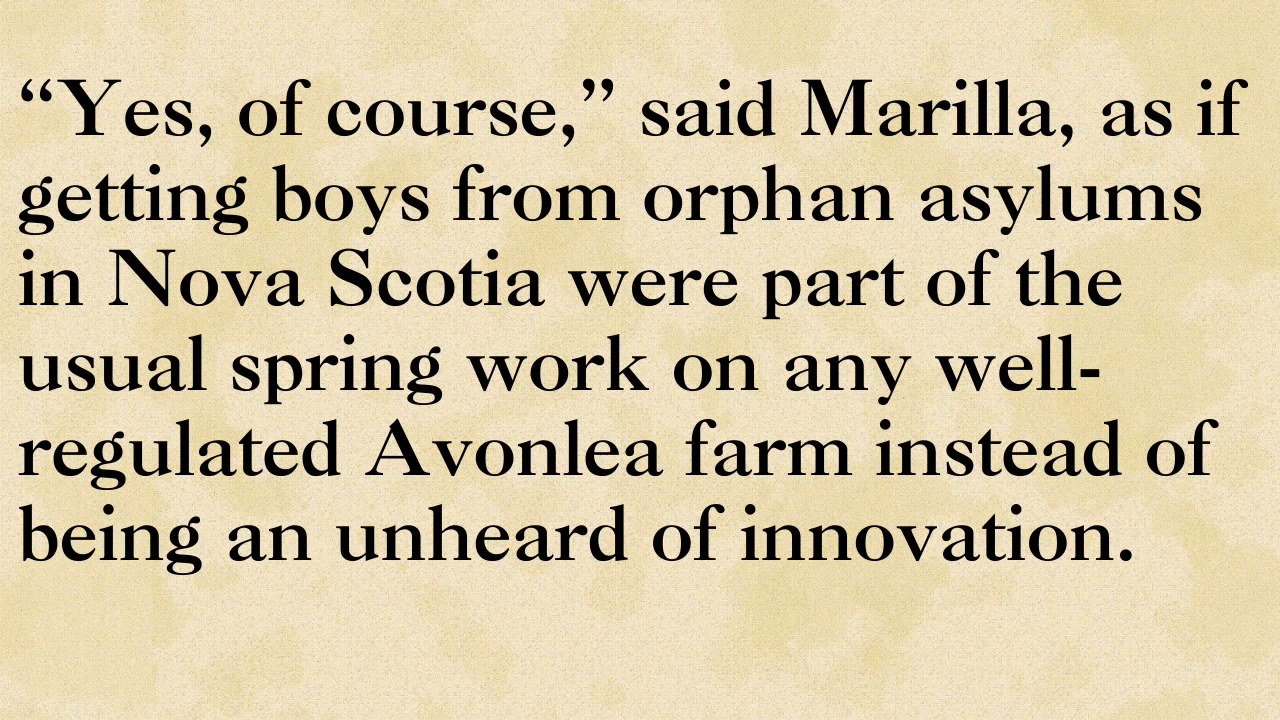 “Yes, of course,” said Marilla, as if
getting boys from orphan asylums
in Nova Scotia were part of the
usual spring work on any well-
regulated Avonlea farm instead of
being an unheard of innovation.